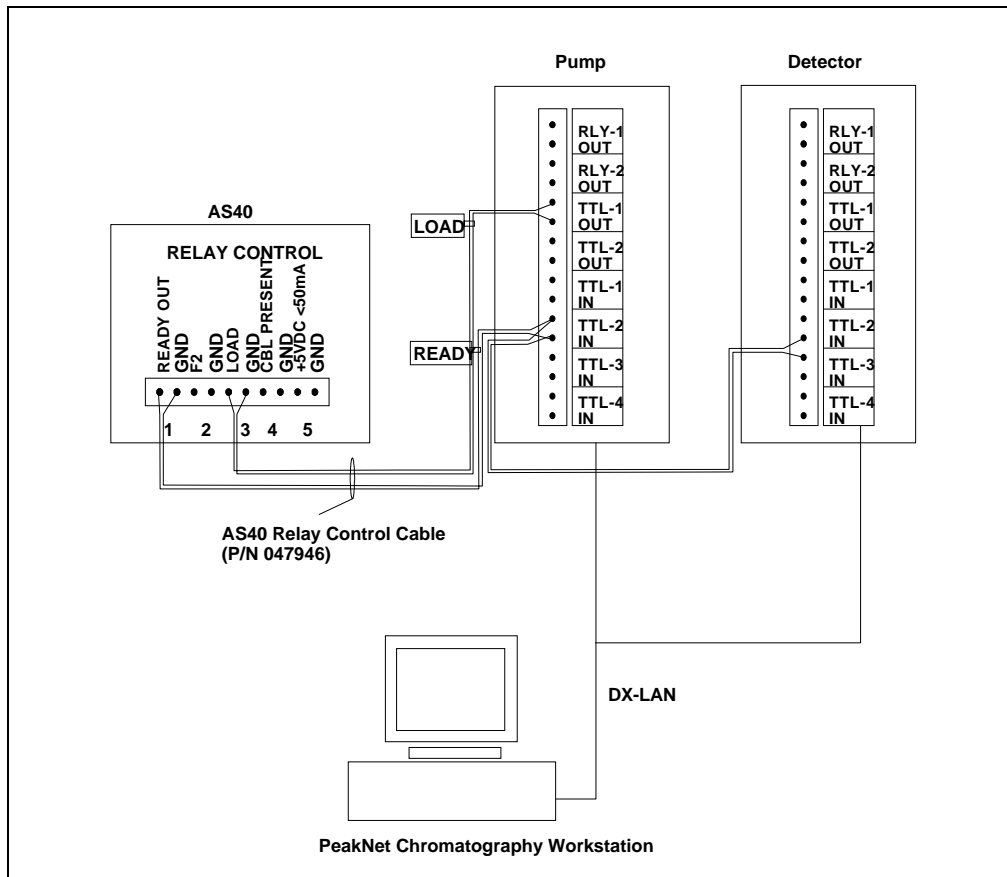 Pump
Detector
RLY-1
OUT
RLY-2
OUT
TTL-1
OUT
TTL-2
OUT
TTL-1
IN
TTL-2
IN
TTL-3
IN
TTL-4
IN
RLY-1
OUT
RLY-2
OUT
TTL-1
OUT
TTL-2
OUT
TTL-1
IN
TTL-2
IN
TTL-3
IN
TTL-4
IN
AS40
LOAD
RELAY CONTROL
READY OUT
GND
F2
GND
LOAD
GND
CBL PRESENT
GND
+5VDC <50mA
GND
READY
1 2 3 4 5
AS40 Relay Control Cable
(P/N 047946)
DX-LAN
PeakNet Chromatography Workstation